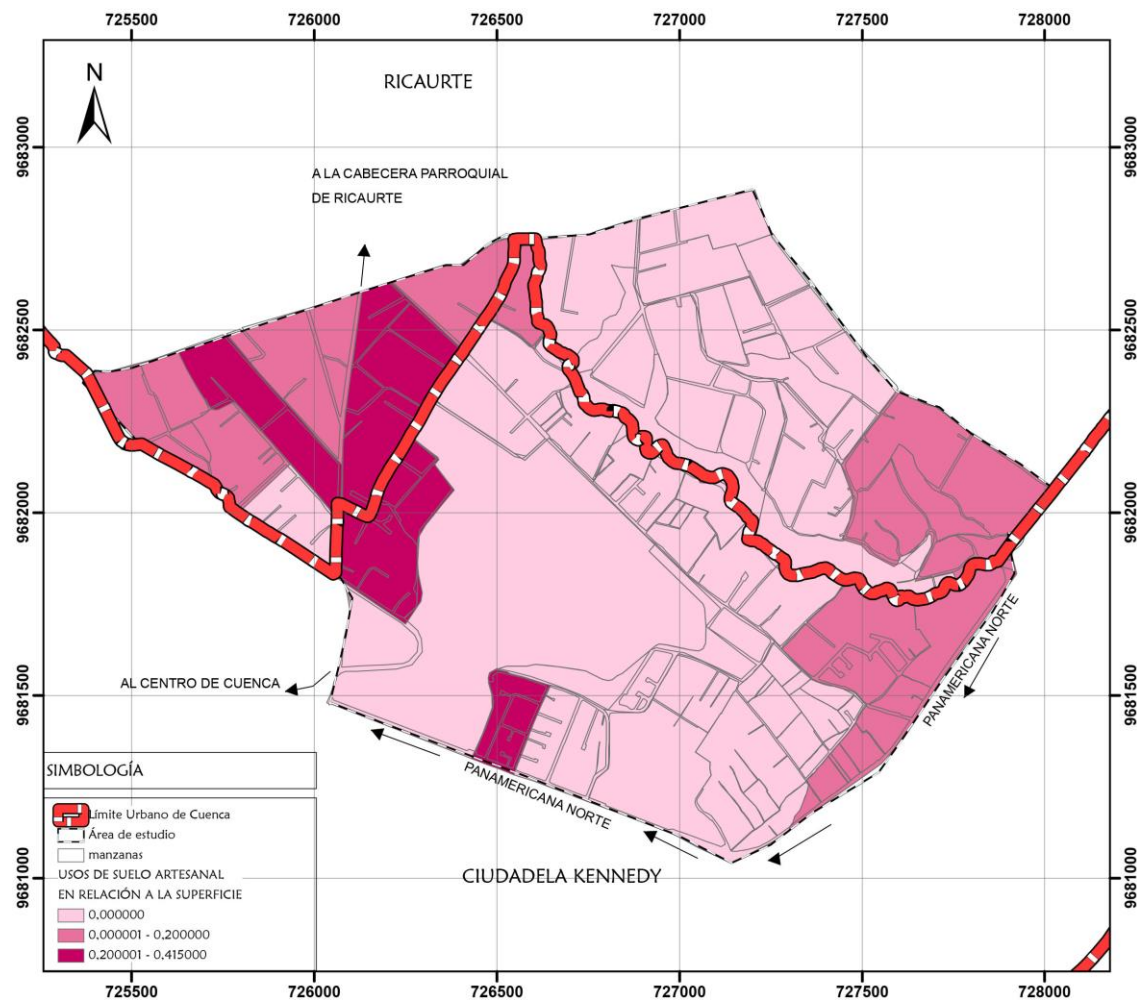 725500 726000 726500 727000 727500 728000
RICAURTE
N
9683000 9683000
A LA CABECERA PARROQUIAL
DE RICAURTE
9682500 9682500
9682000 9682000
PANAMERICANA NORTE
AL CENTRO DE CUENCA
9681500 9681500
PANAMERICANA NORTE
CIUDADELA KENNEDY
9681000 9681000
SIMBOLOGÍA
Límite Urbano de Cuenca
Área de estudio
manzanas
USOS DE SUELO ARTESANAL
EN RELACIÓN A LA SUPERFICIE
0,000000
0,000001 - 0,200000
0,200001 - 0,415000
725500 726000 726500 727000 727500 728000